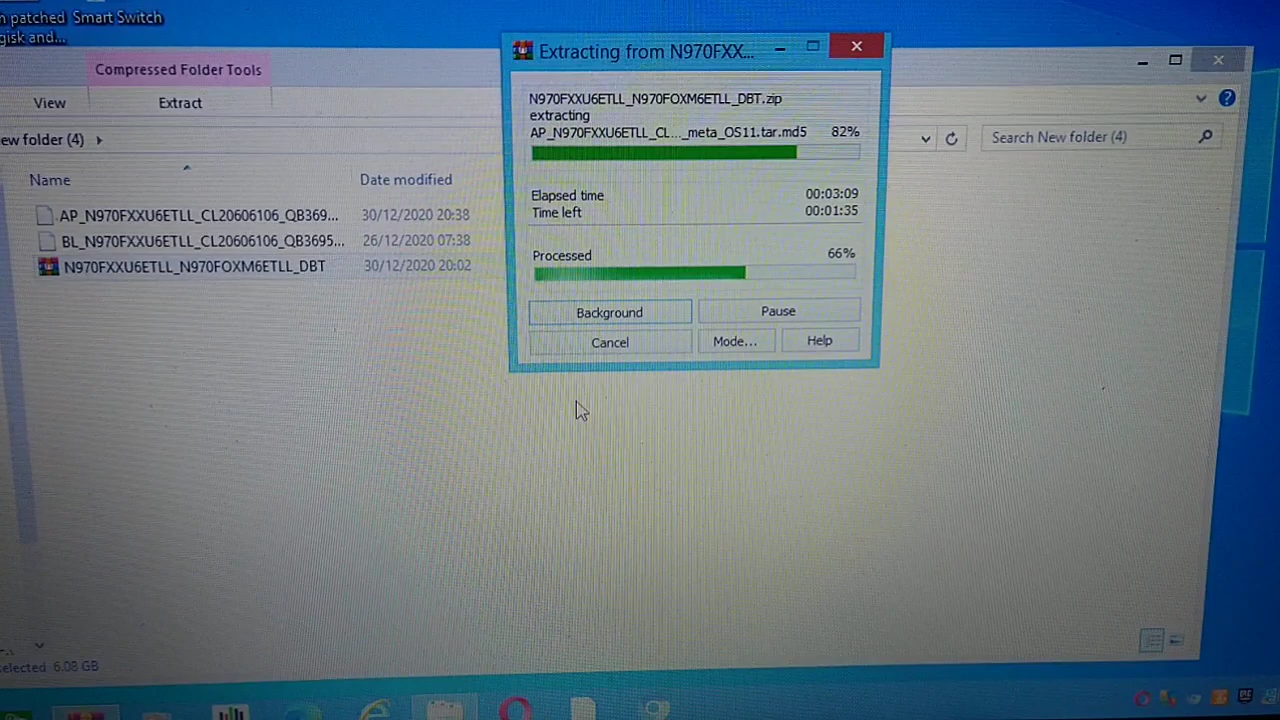 n patched Smart Switch
gisk and...
Compressed Folder Tools
View
Extract
ew folder (4)
Search New folder (4)
Name
Date modified
AP_N970FXXU6ETLL_CL20606106_QB369...
30/12/2020 20:38
BL_N970FXXU6ETLL_CL20606106_QB3695...
26/12/2020 07:38
N970FXXU6ETLL_N970FOXM6ETLL_DBT
30/12/2020 20:02
Extracting from N970FXX...
N970FXXU6ETLL_N970FOXM6ETLL_DBT.zip
extracting
AP_N970FXXU6ETLL_CL..._meta_OS11.tar.md5 82%
Elapsed time 00:03:09
Time left 00:01:35
Processed 66%
Background
Pause
Cancel
Mode...
Help
selected 6.08 GB